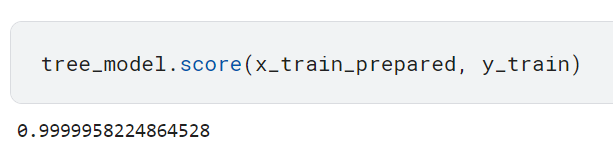 tree_model.score(x_train_prepared, y_train)
0.9999958224864528